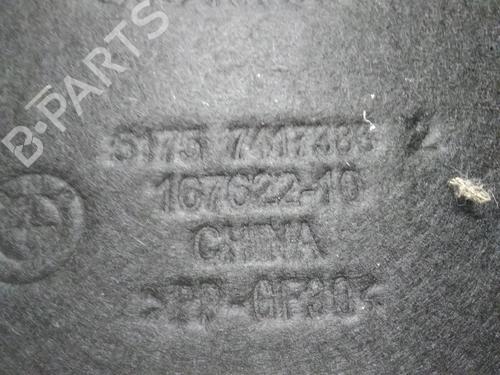 B-PARTS
5175 7417383 Z
167622-10
CHINA
>PP-GF30<